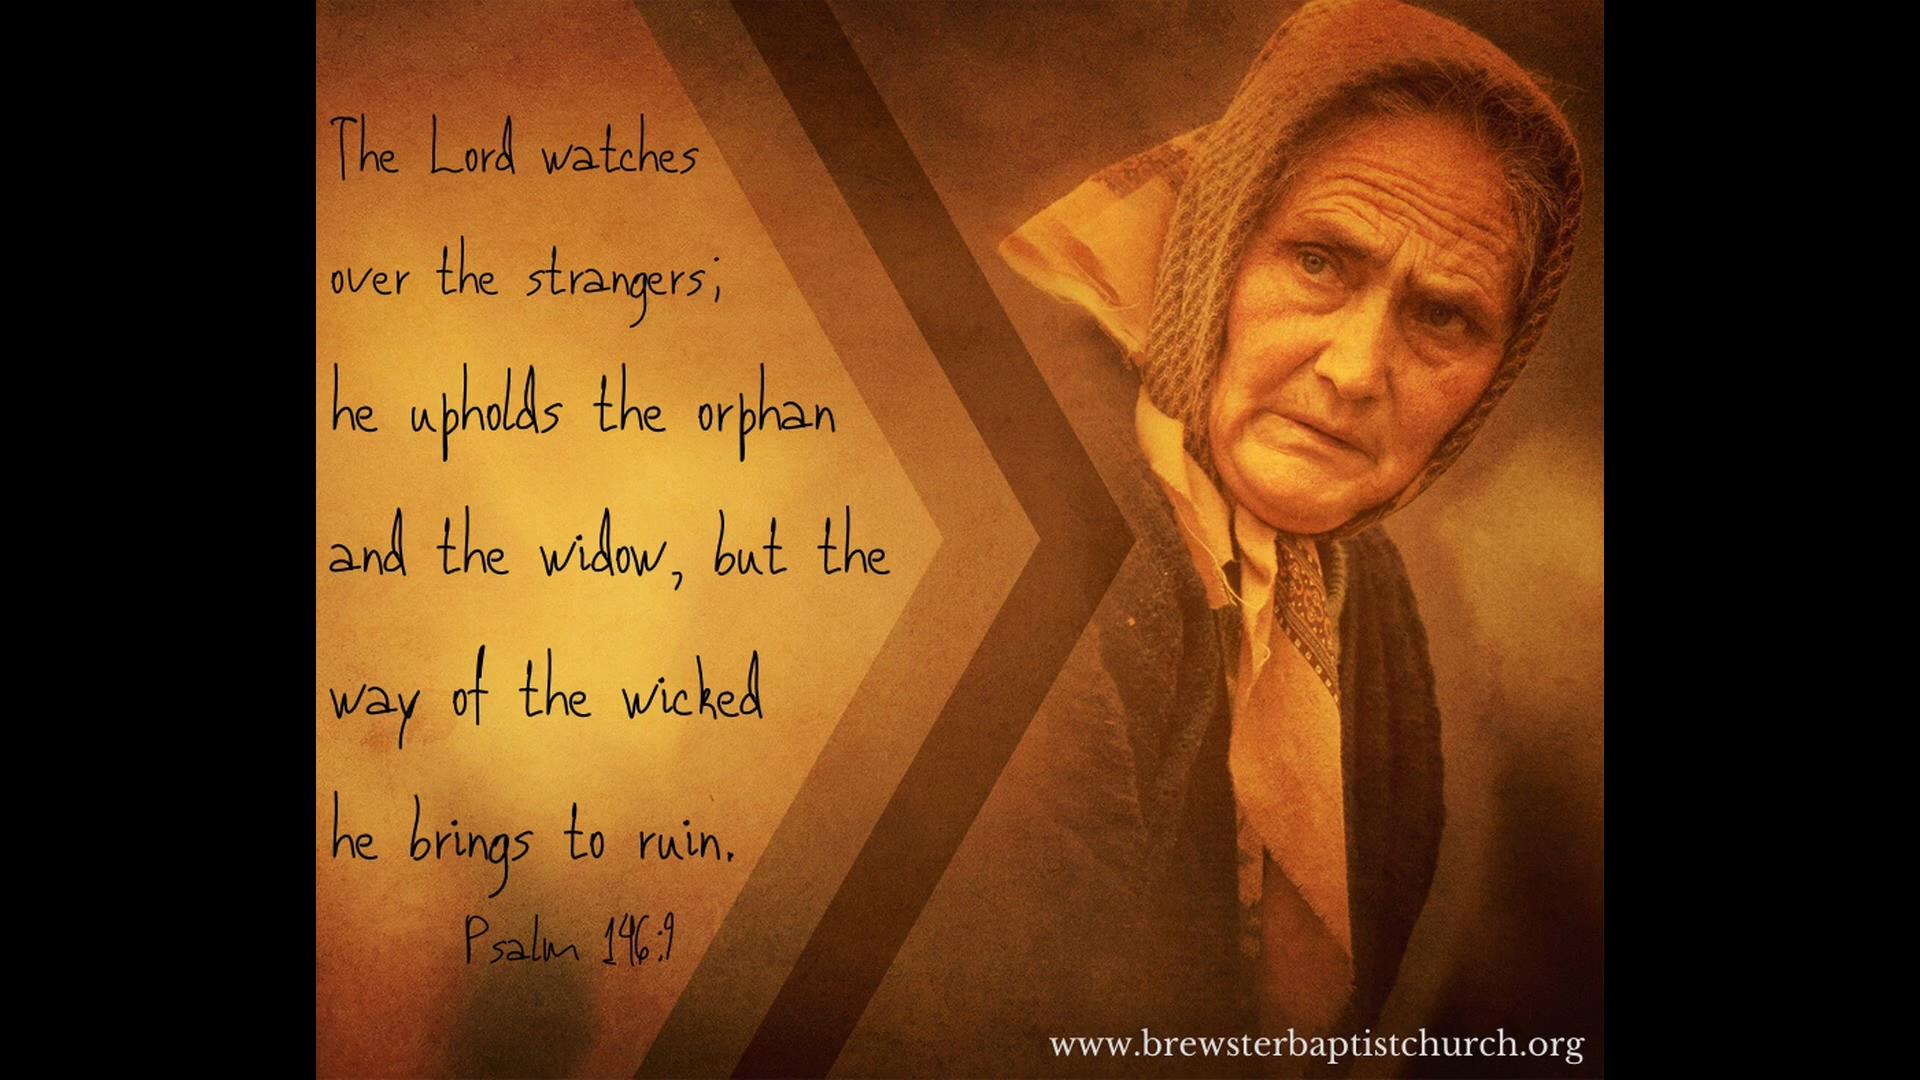 The Lord watches
over the strangers;
he upholds the orphan
and the widow, but the
way of the wicked
he brings to ruin.
Psalm 146:9
www.brewsterbaptistchurch.org